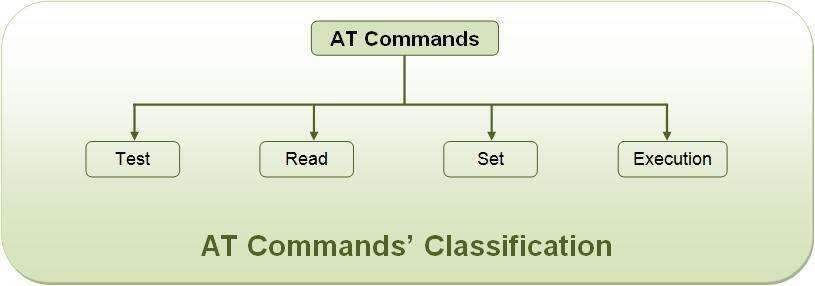 AT Commands
Test
Read
Set
Execution
AT Commands’ Classification